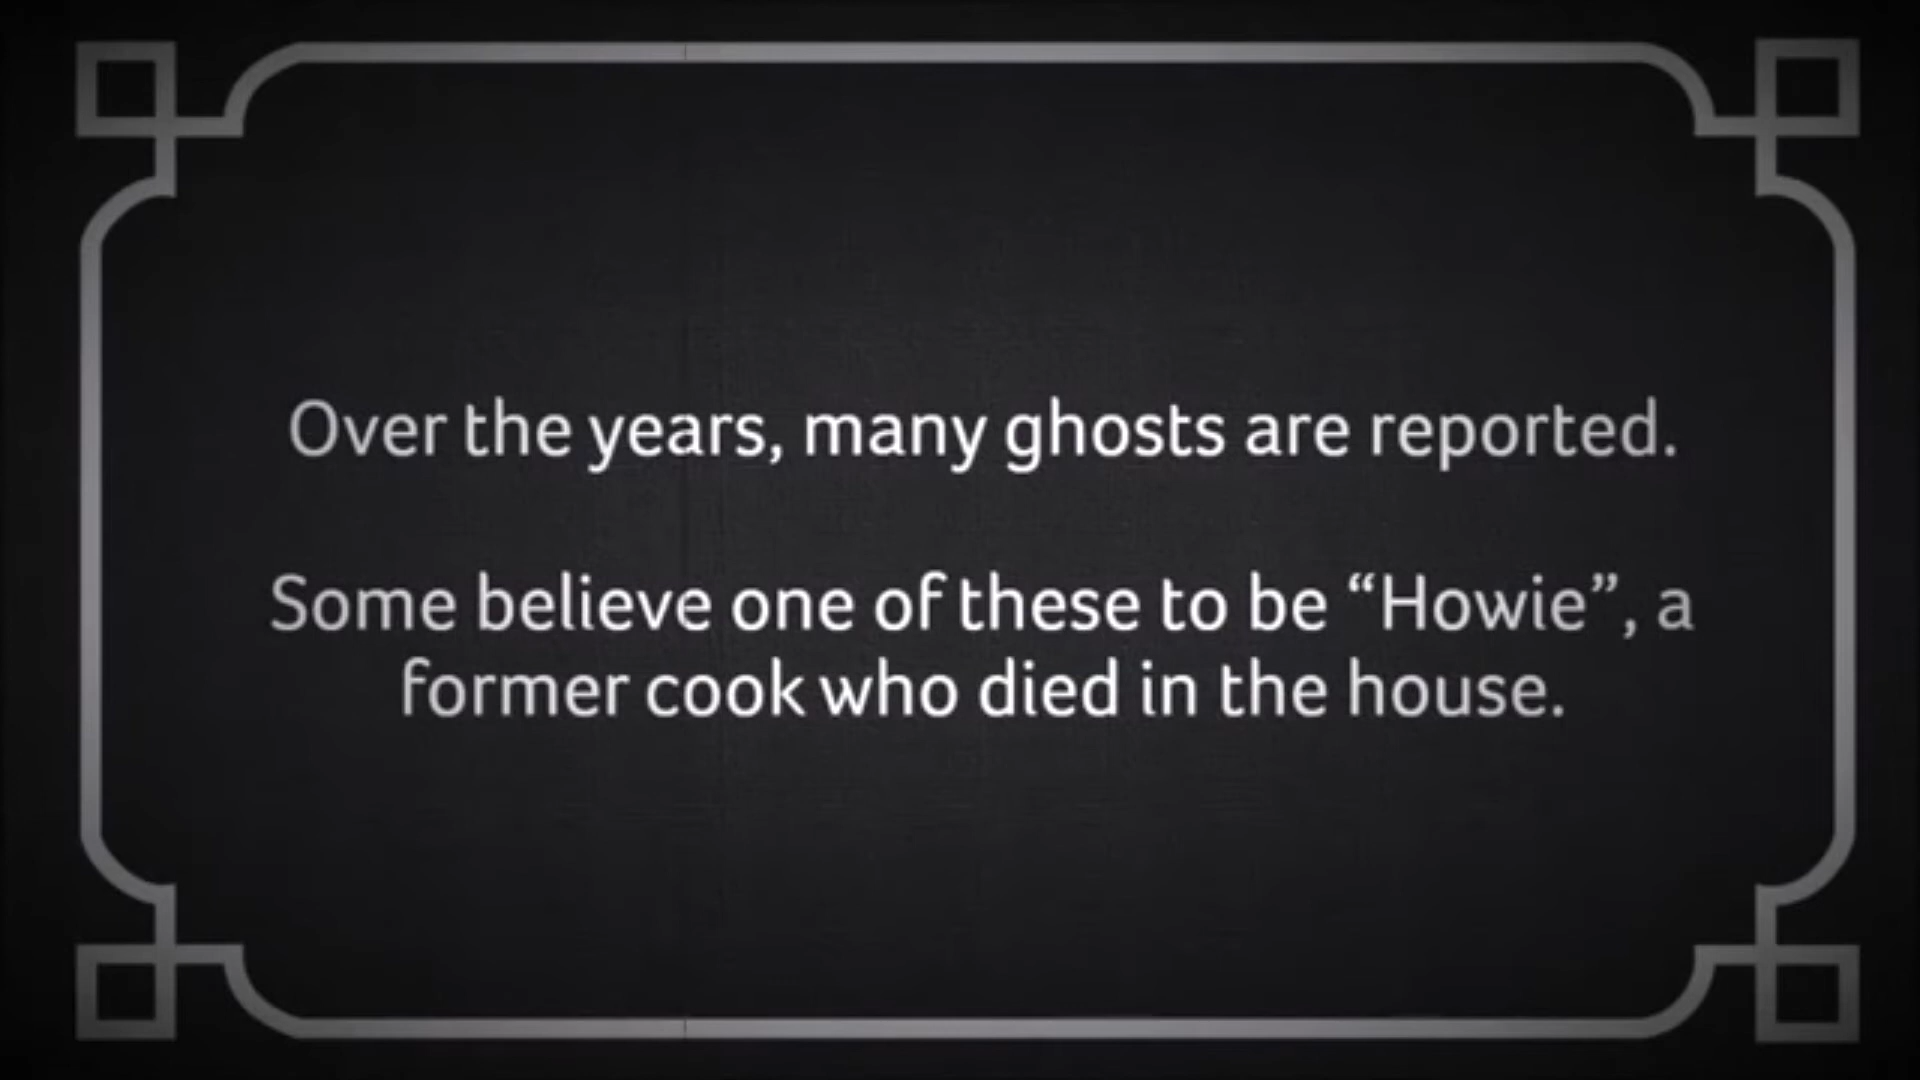 Over the years, many ghosts are reported.
Some believe one of these to be “Howie”, a
former cook who died in the house.